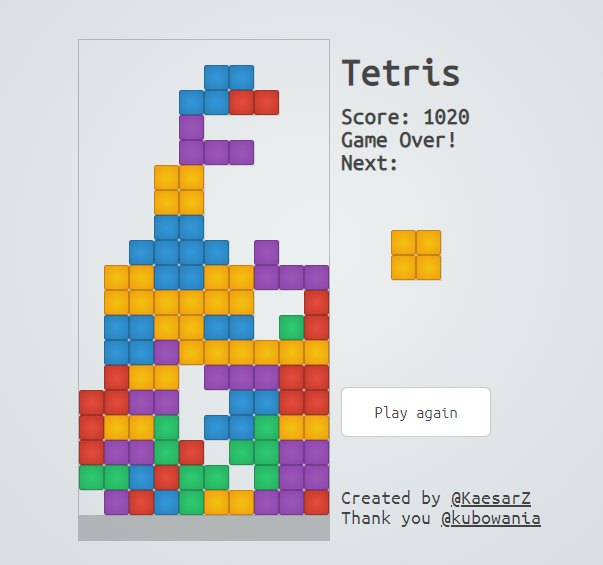 Tetris
Score: 1020
Game Over!
Next:
Play again
Created by @KaesarZ
Thank you @kubowania